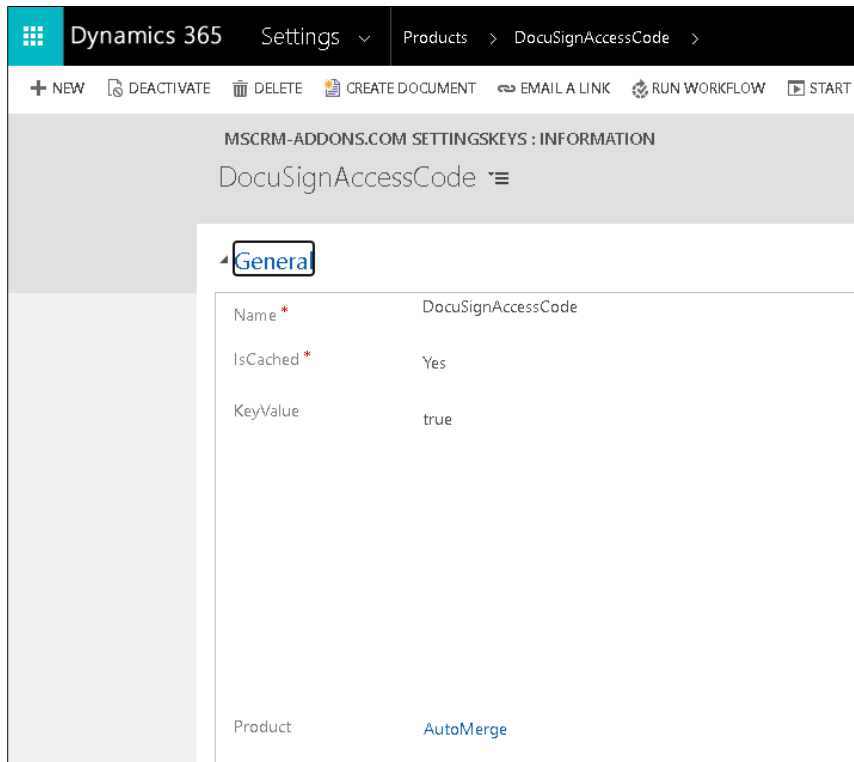 Dynamics 365 Settings Products > DocuSignAccessCode >
+ NEW DEACTIVATE DELETE CREATE DOCUMENT EMAIL A LINK RUN WORKFLOW START
MSCRM-ADDONS.COM SETTINGSKEYS : INFORMATION
DocuSignAccessCode
General
Name * DocuSignAccessCode
IsCached * Yes
KeyValue true
Product AutoMerge